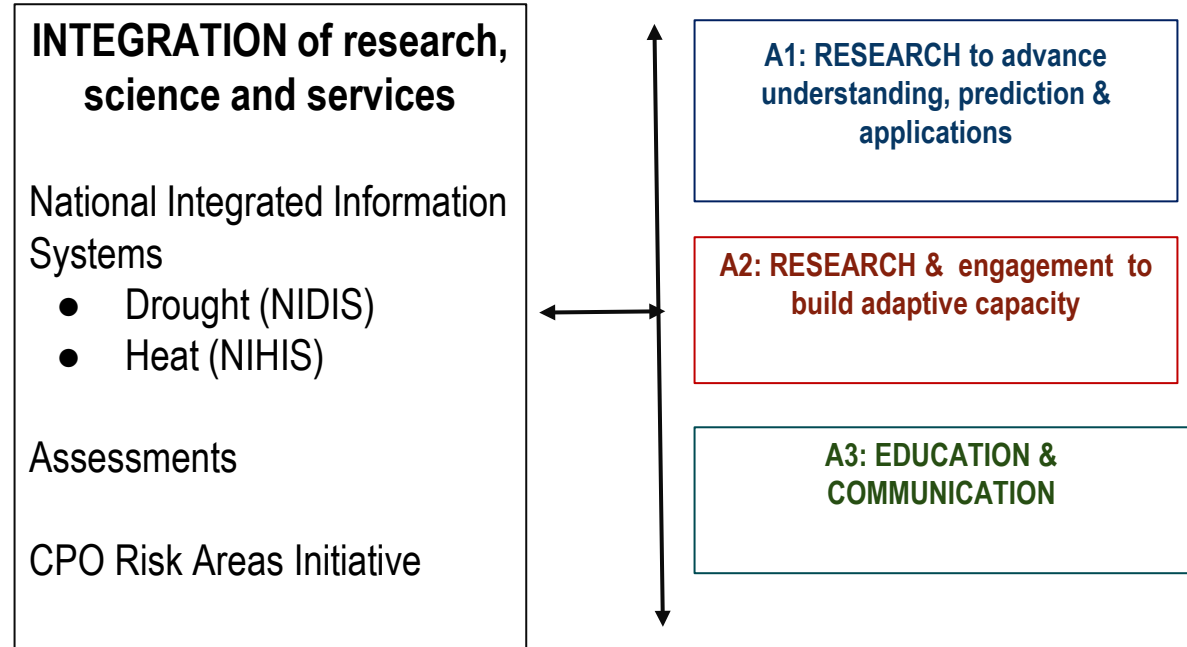 INTEGRATION of research,
science and services
National Integrated Information
Systems
● Drought (NIDIS)
● Heat (NIHIS)
Assessments
CPO Risk Areas Initiative
A1: RESEARCH to advance
understanding, prediction &
applications
A2: RESEARCH & engagement to
build adaptive capacity
A3: EDUCATION &
COMMUNICATION